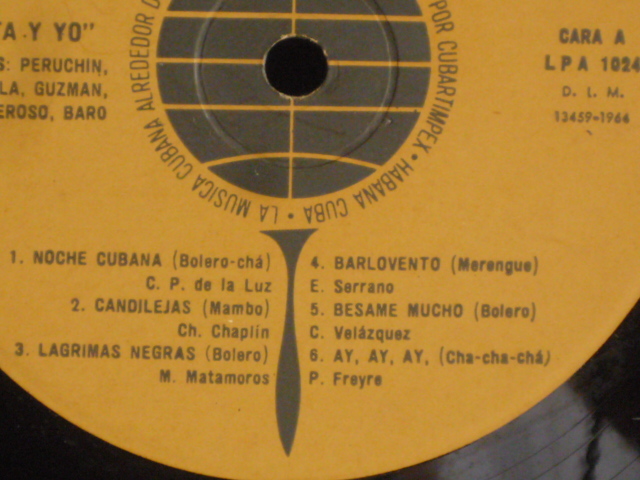 TA Y YO"
S: PERUCHIN,
LA, GUZMAN,
EROSO, BARO
CARA A
LPA 1024
D. I. M.
13459-1964
LA MUSICA CUBANA ALREDEDOR D
POR CUBARTIMPEX • HABANA CUBA •
1. NOCHE CUBANA (Bolero-chá)
C. P. de la Luz
2. CANDILEJAS (Mambo)
Ch. Chaplin
3. LAGRIMAS NEGRAS (Bolero)
M. Matamoros
4. BARLOVENTO (Merengue)
E. Serrano
5. BESAME MUCHO (Bolero)
C. Velázquez
6. AY, AY, AY, (Cha-cha-chá)
P. Freyre